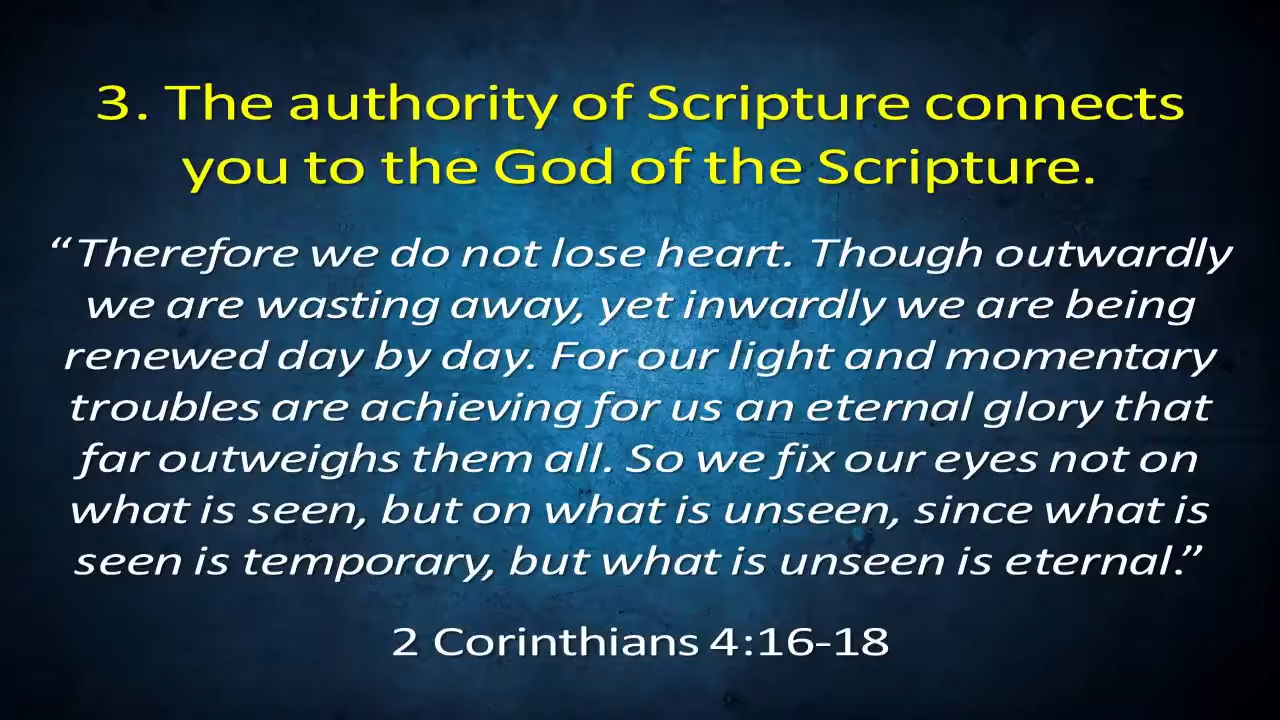 3. The authority of Scripture connects
you to the God of the Scripture.
“Therefore we do not lose heart. Though outwardly
we are wasting away, yet inwardly we are being
renewed day by day. For our light and momentary
troubles are achieving for us an eternal glory that
far outweighs them all. So we fix our eyes not on
what is seen, but on what is unseen, since what is
seen is temporary, but what is unseen is eternal.”
2 Corinthians 4:16-18